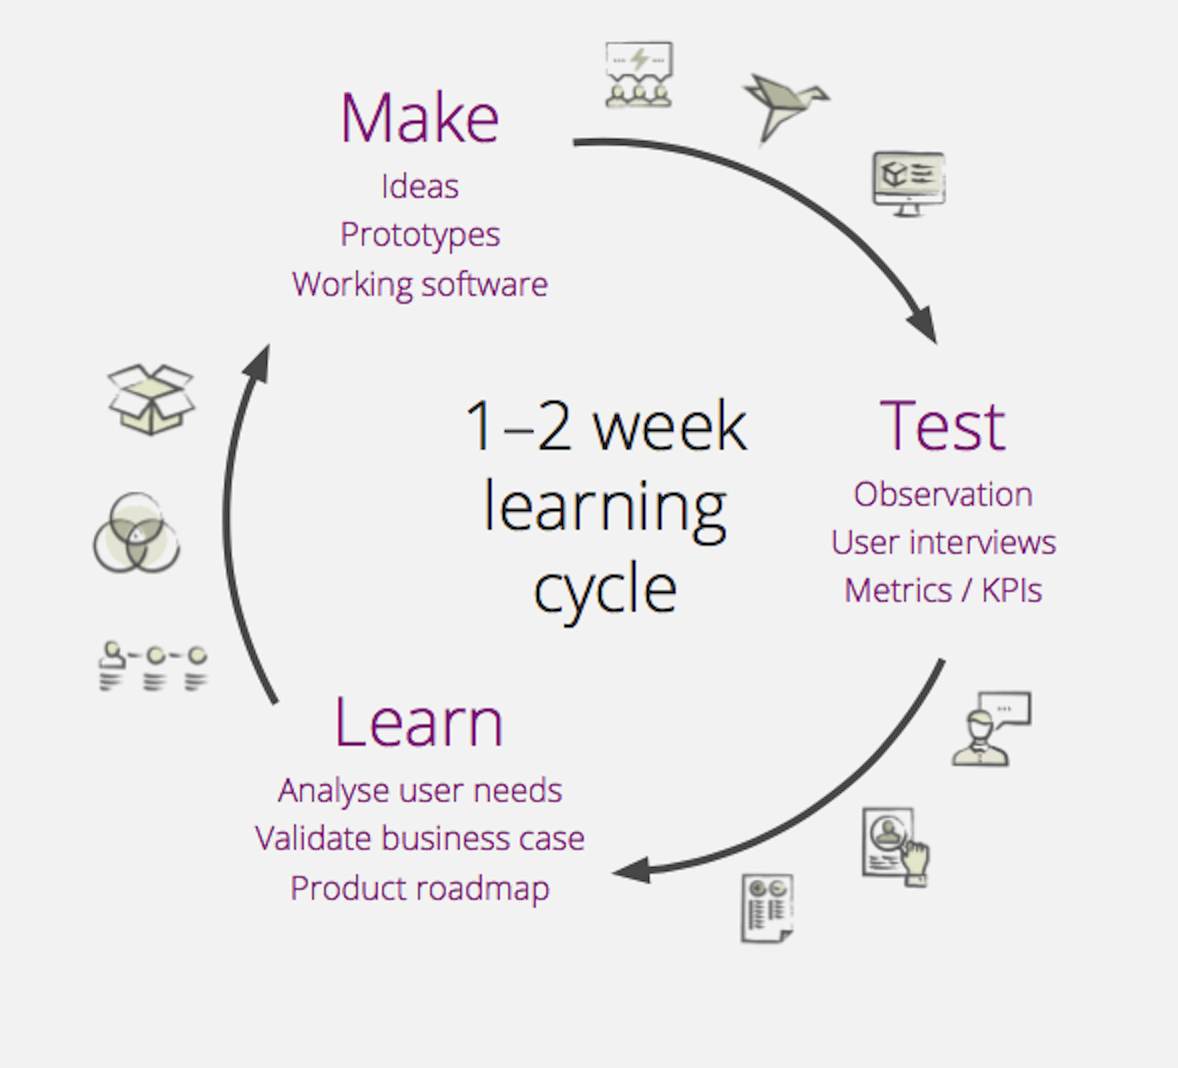 Make
Ideas
Prototypes
Working software
1–2 week
learning
cycle
Test
Observation
User interviews
Metrics / KPIs
Learn
Analyse user needs
Validate business case
Product roadmap